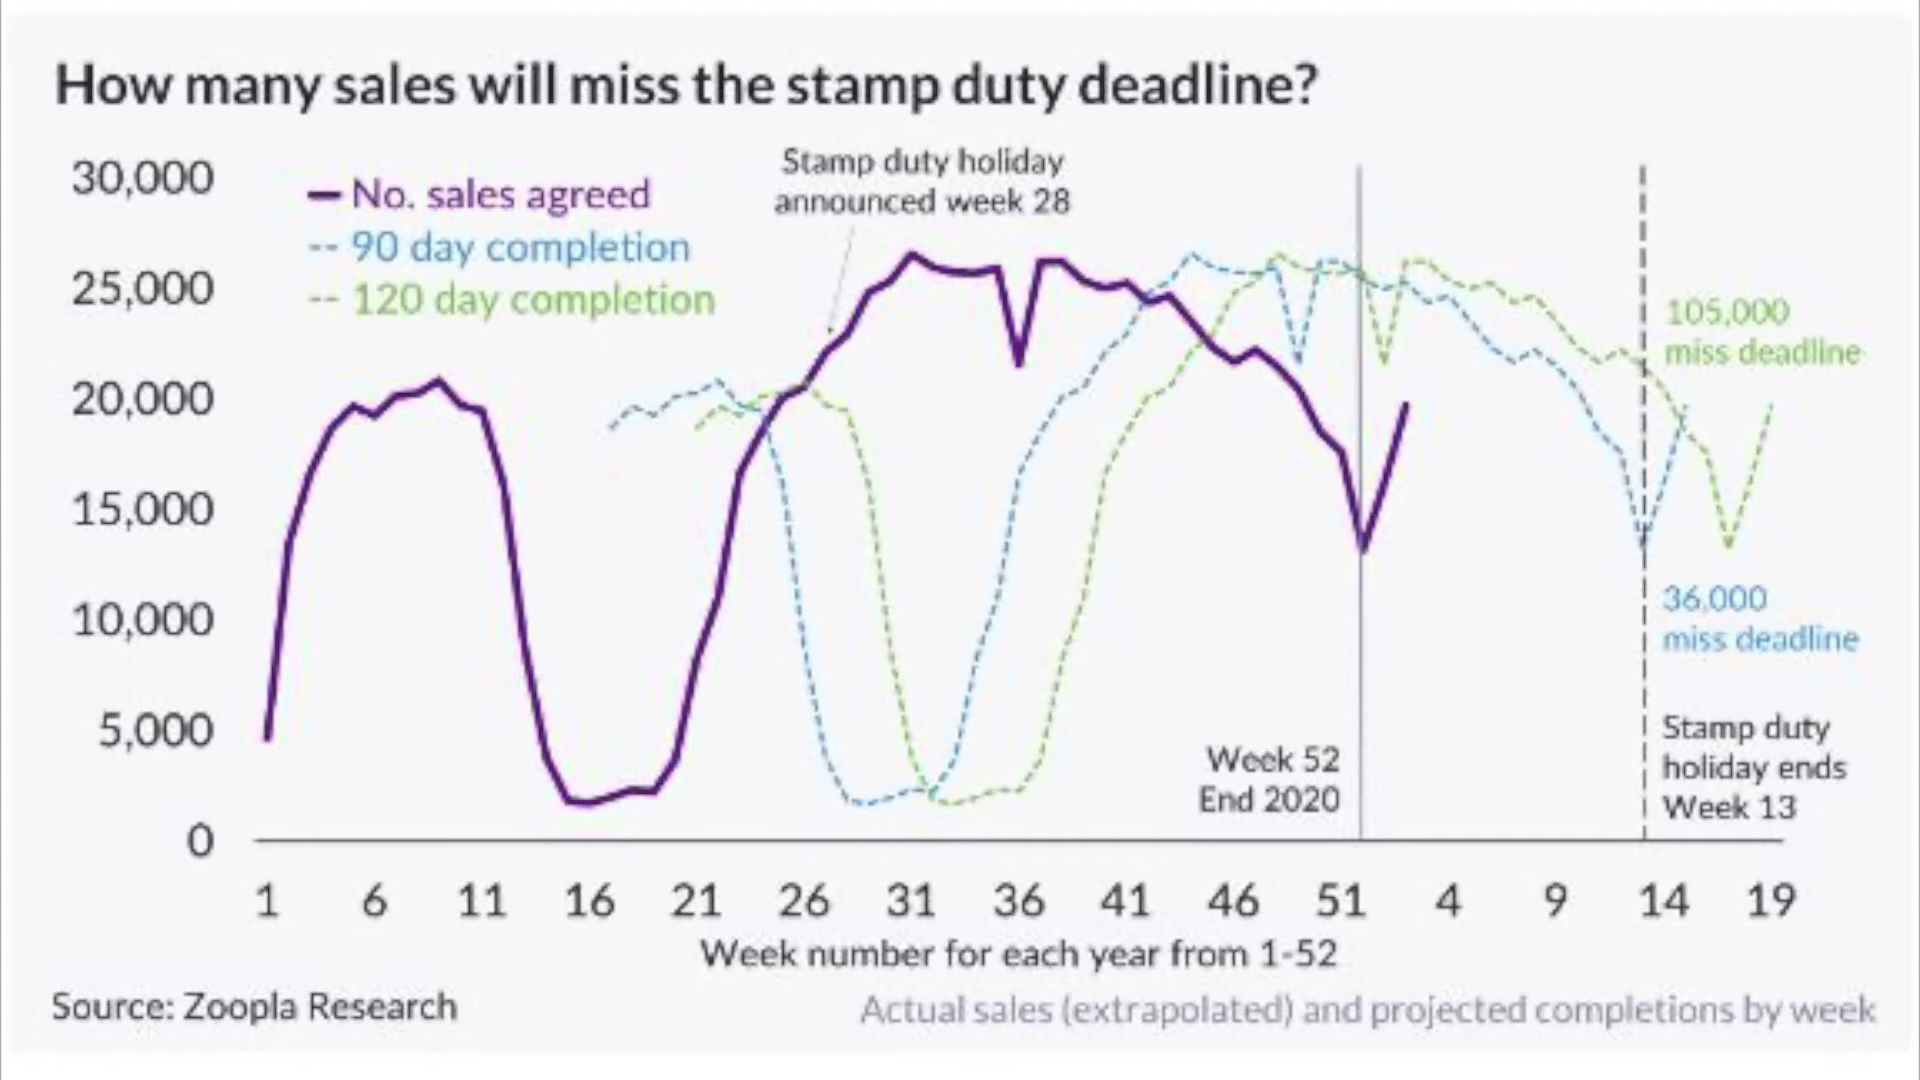 How many sales will miss the stamp duty deadline?
30,000
25,000
20,000
15,000
10,000
5,000
0
No. sales agreed
90 day completion
120 day completion
Stamp duty holiday
announced week 28
105,000
miss deadline
36,000
miss deadline
Week 52
End 2020
Stamp duty
holiday ends
Week 13
1 6 11 16 21 26 31 36 41 46 51 4 9 14 19
Week number for each year from 1-52
Source: Zoopla Research
Actual sales (extrapolated) and projected completions by week